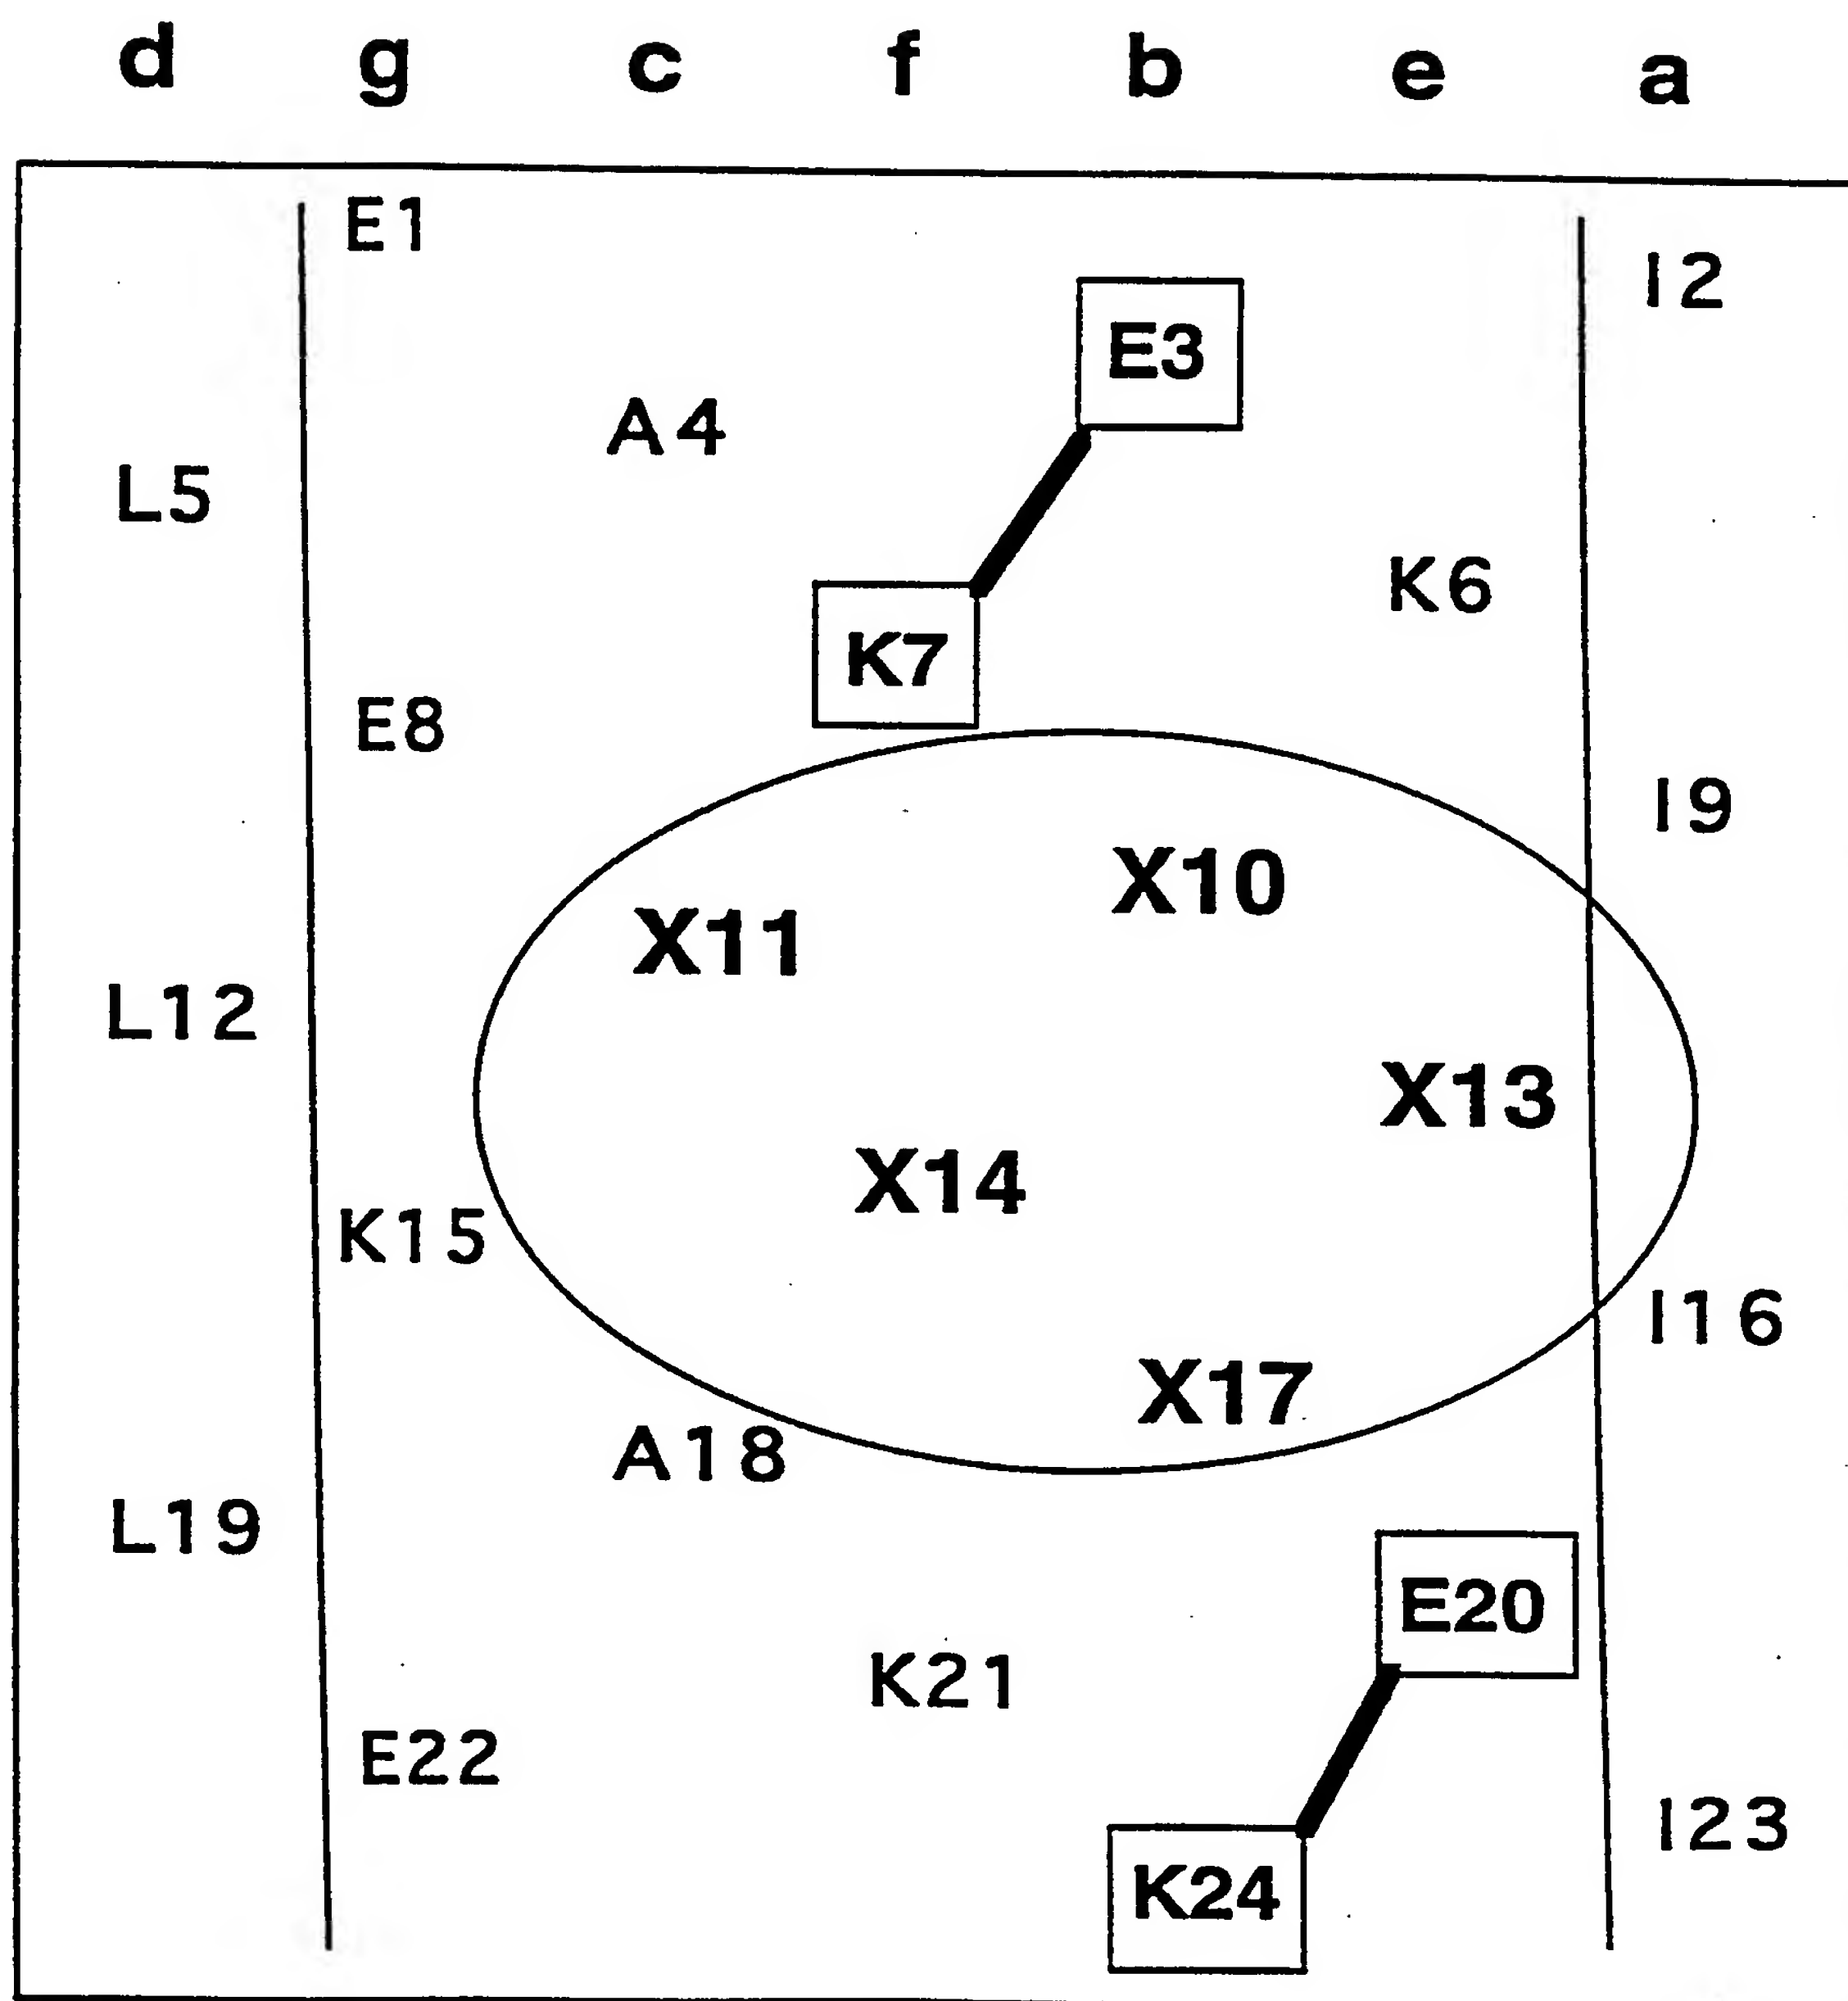 d g c f b e a
E1
I2
E3
A4
L5
K6
K7
E8
I9
X10
X11
L12
X13
X14
K15
I16
X17
A18
L19
E20
K21
E22
I23
K24